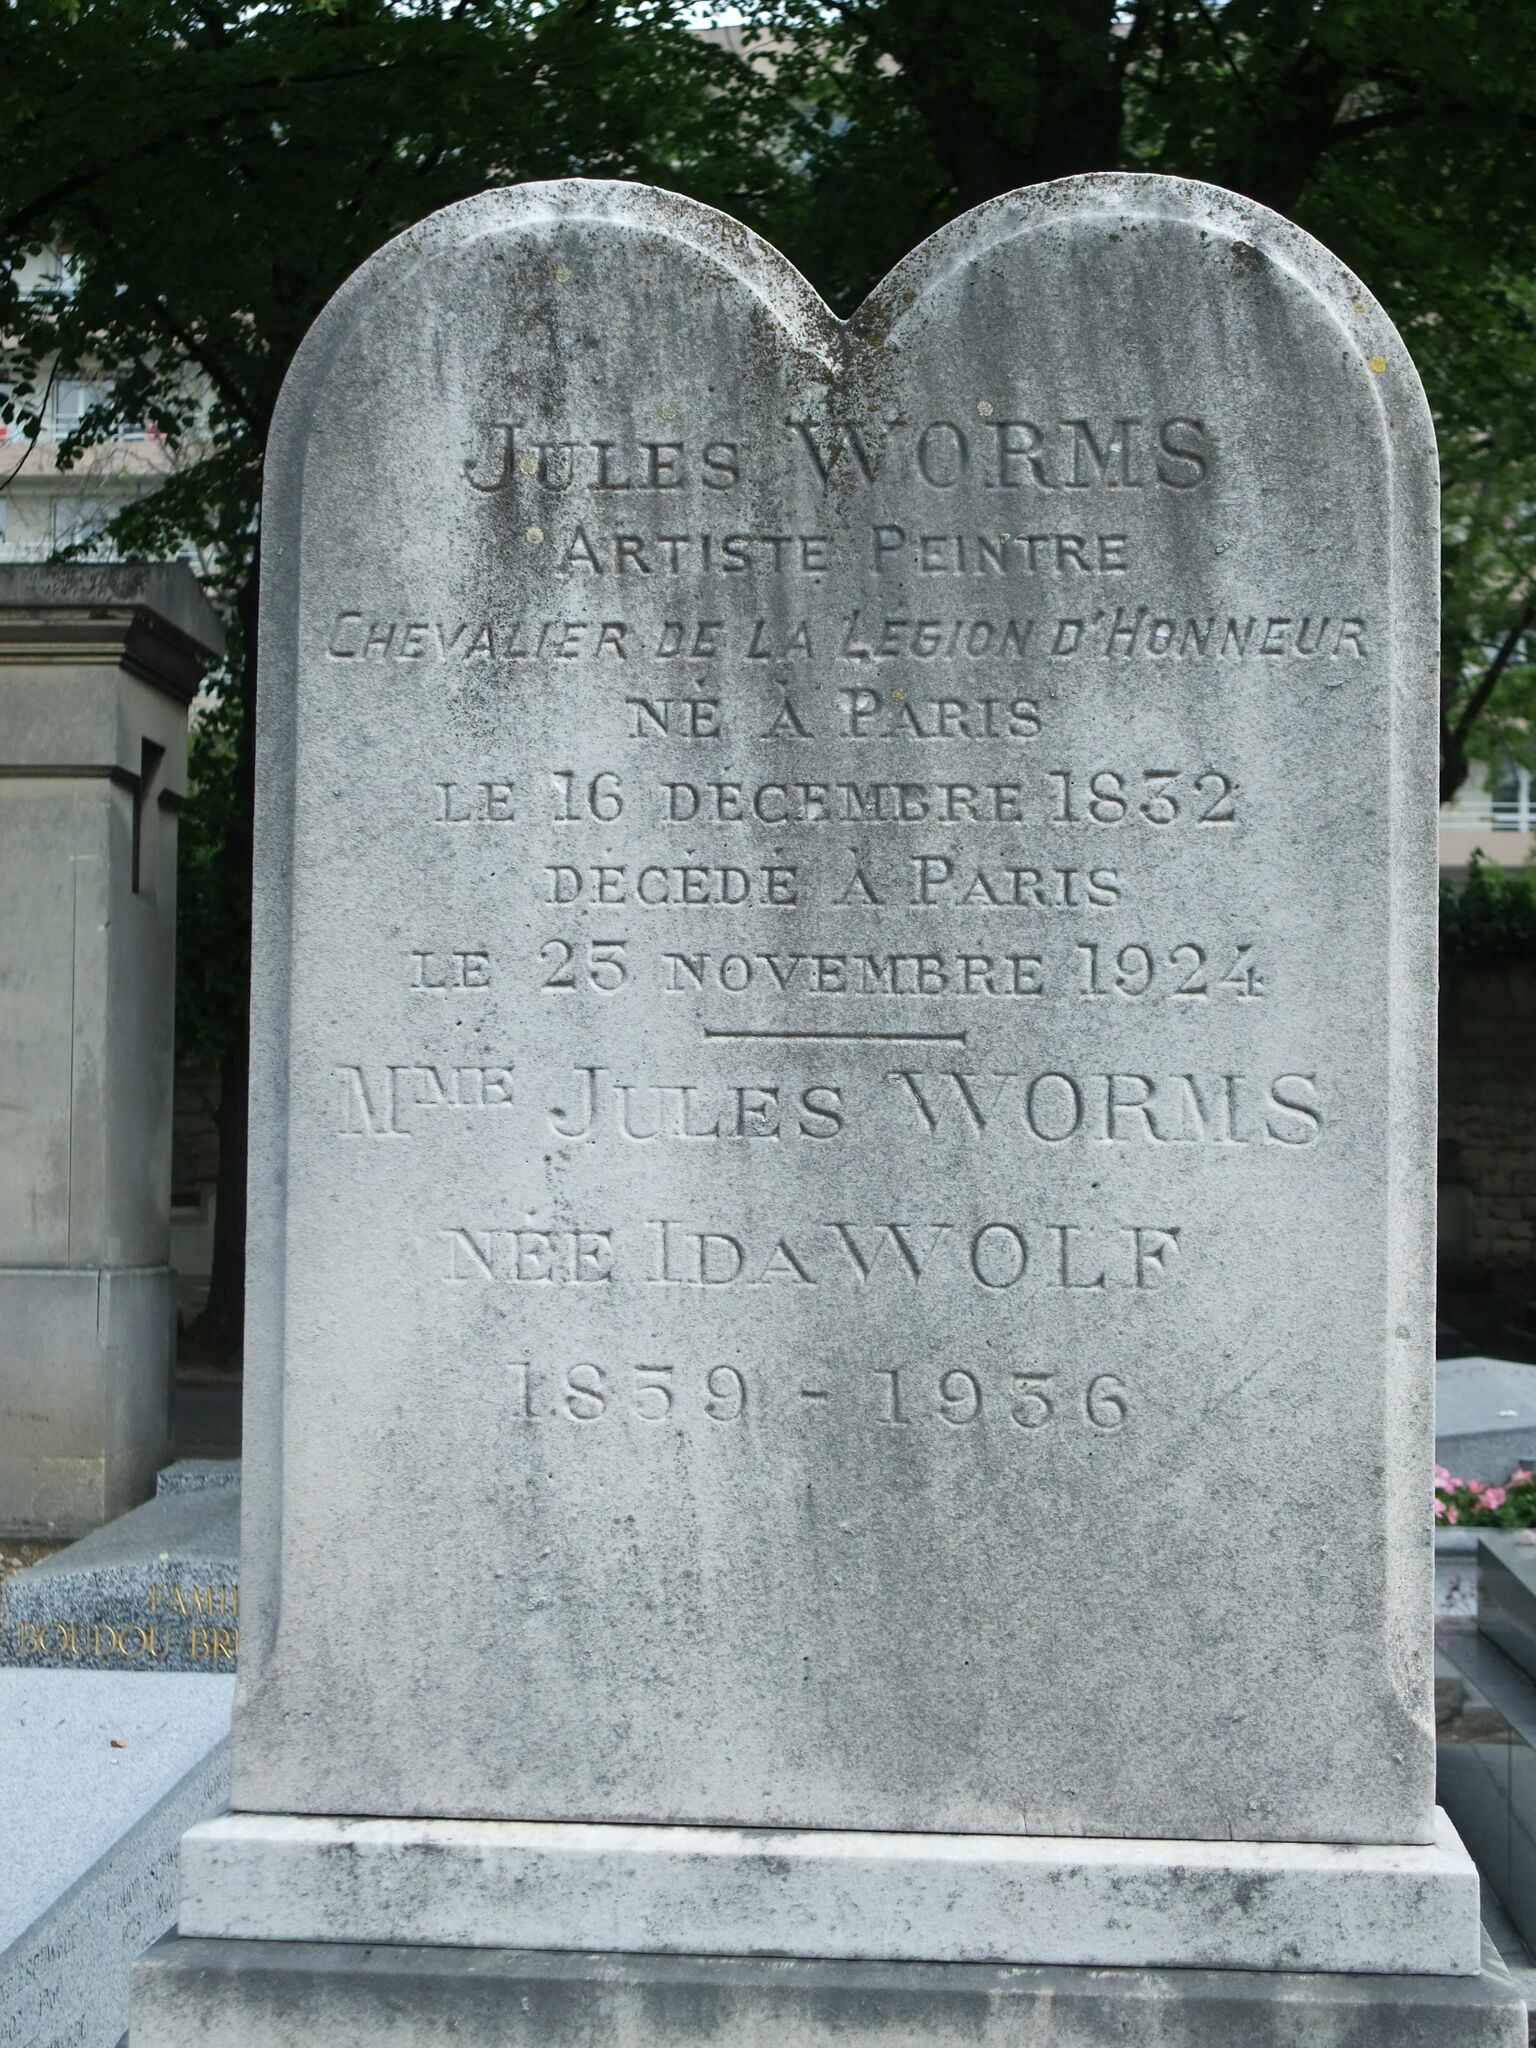 JULES WORMS
ARTISTE PEINTRE
CHEVALIER DE LA LÉGION D'HONNEUR
NÉ À PARIS
LE 16 DÉCEMBRE 1832
DÉCÉDÉ À PARIS
LE 25 NOVEMBRE 1924
MME JULES WORMS
NÉE IDA WOLF
1859 - 1936
BOUDOU